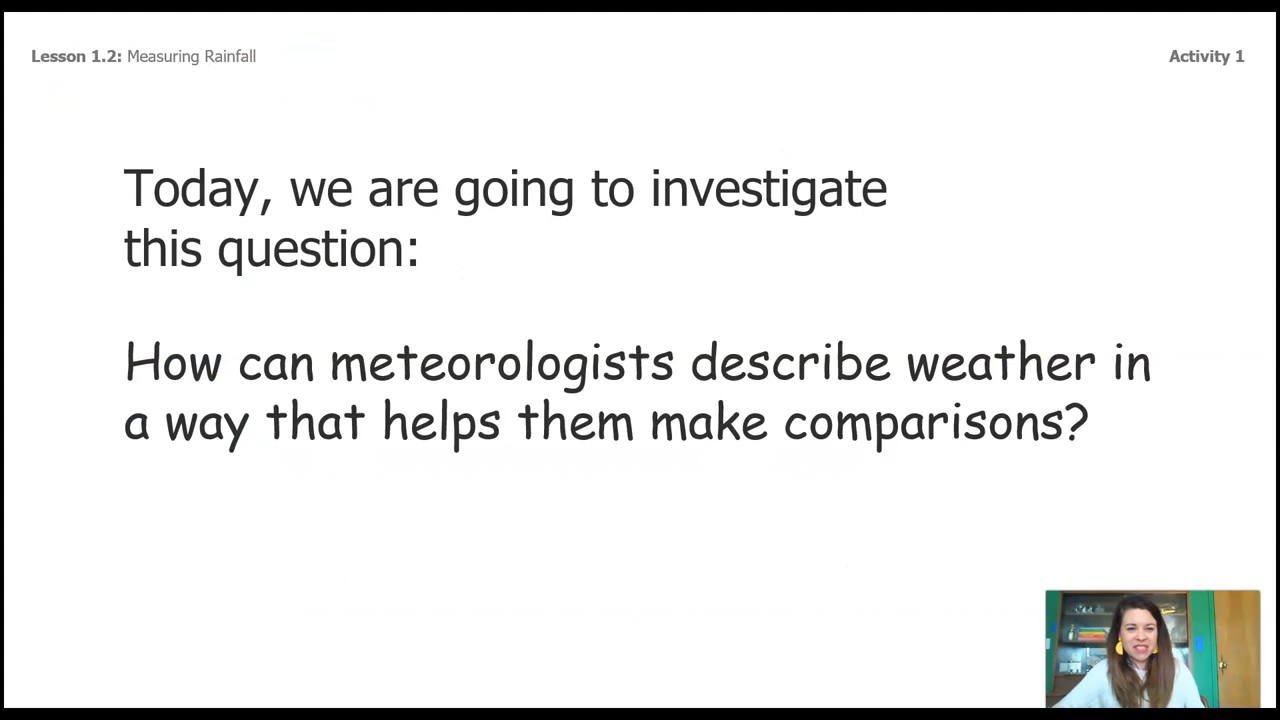 Lesson 1.2: Measuring Rainfall
Activity 1
Today, we are going to investigate
this question:
How can meteorologists describe weather in
a way that helps them make comparisons?